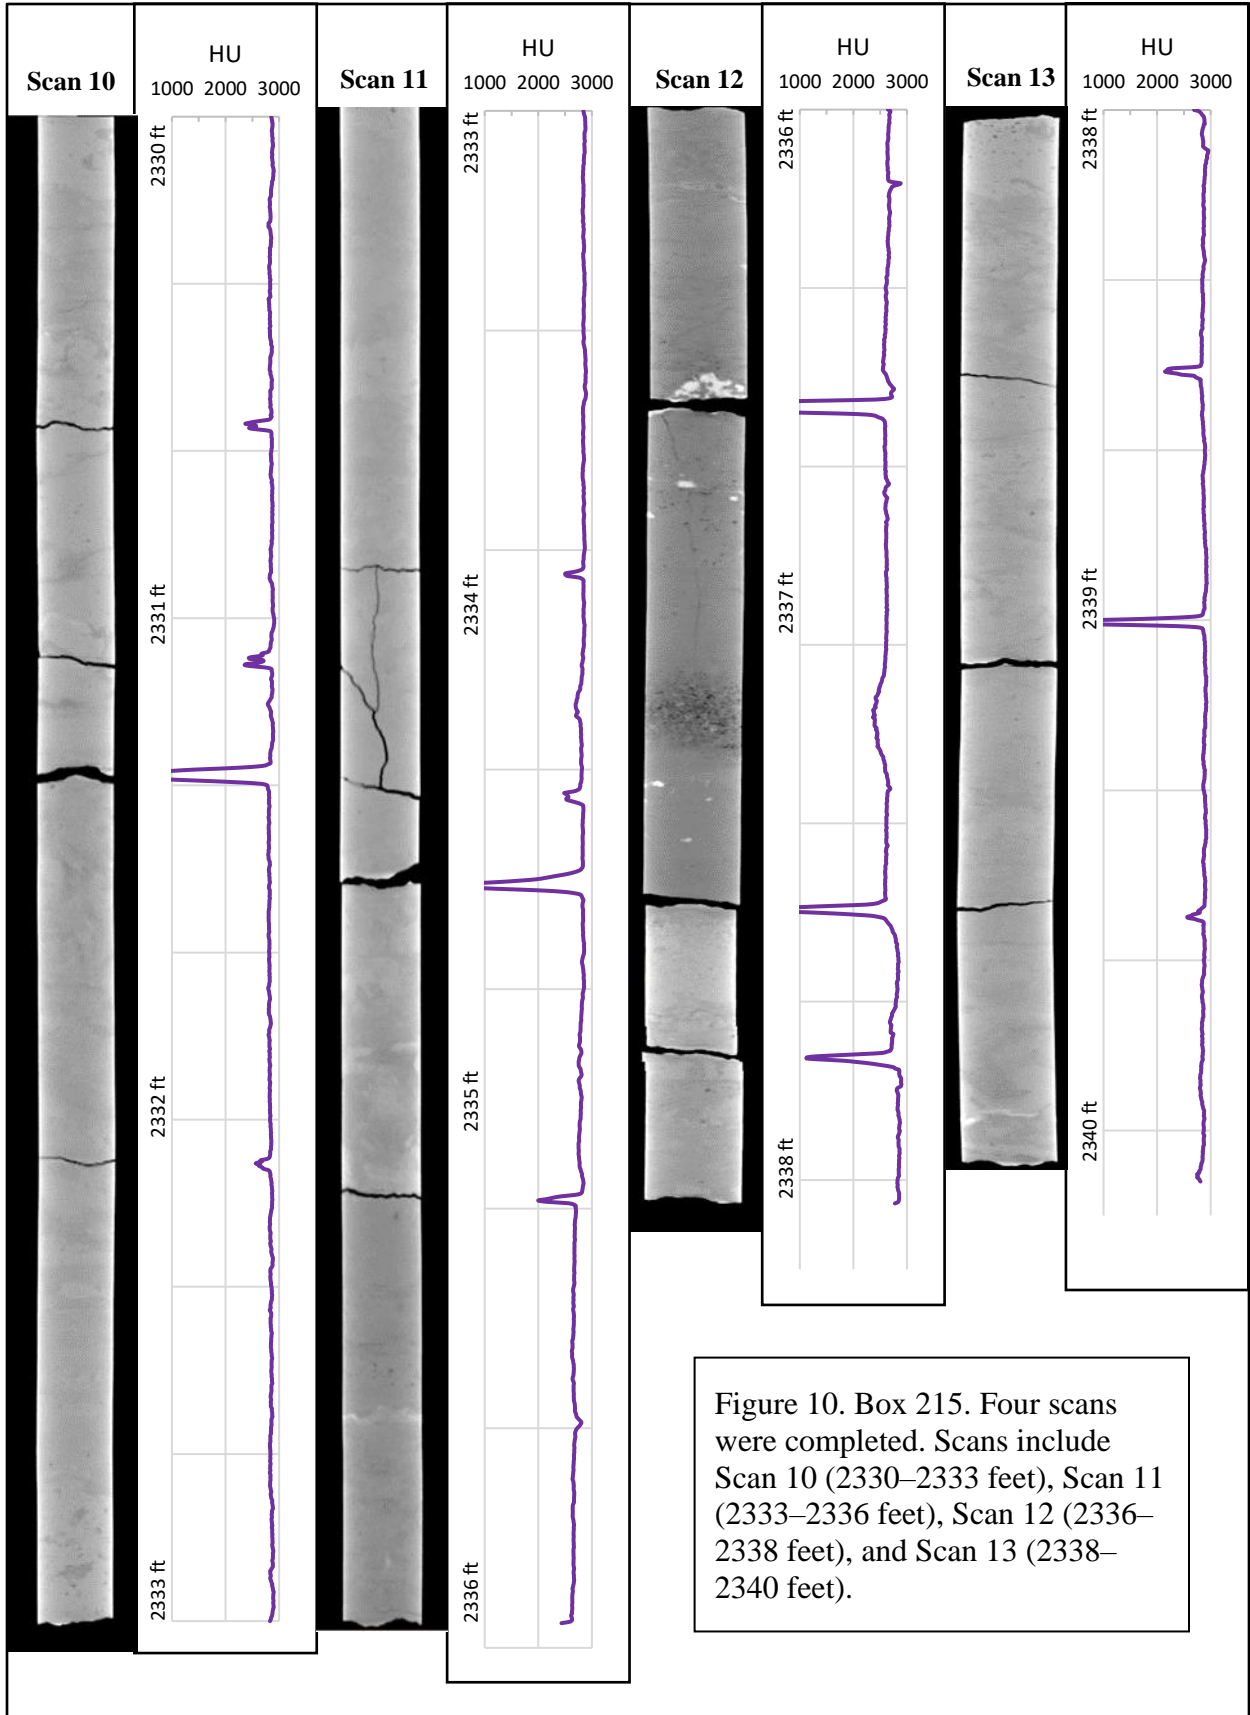 Scan 10
HU
1000 2000 3000
2330 ft
2331 ft
2332 ft
2333 ft
Scan 11
HU
1000 2000 3000
2333 ft
2334 ft
2335 ft
2336 ft
Scan 12
HU
1000 2000 3000
2336 ft
2337 ft
2338 ft
Scan 13
HU
1000 2000 3000
2338 ft
2339 ft
2340 ft
Figure 10. Box 215. Four scans
were completed. Scans include
Scan 10 (2330–2333 feet), Scan 11
(2333–2336 feet), Scan 12 (2336–
2338 feet), and Scan 13 (2338–
2340 feet).